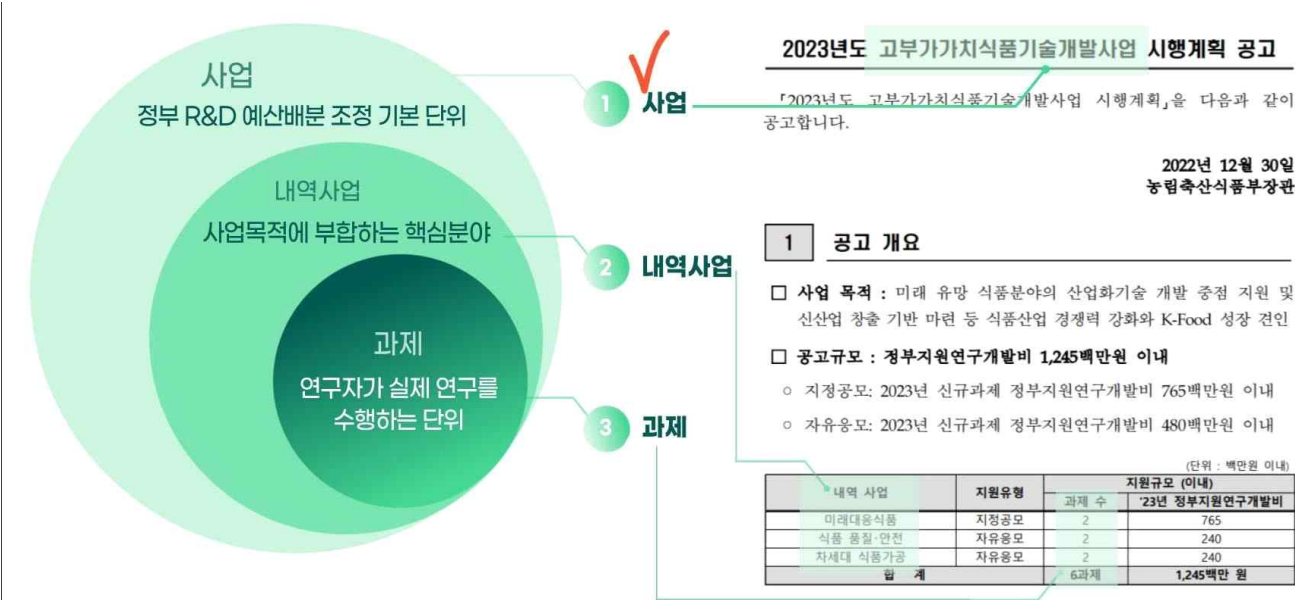 사업
정부 R&D 예산배분 조정 기본 단위
내역사업
사업목적에 부합하는 핵심분야
과제
연구자가 실제 연구를
수행하는 단위
1 사업
2 내역사업
3 과제
2023년도 고부가가치식품기술개발사업 시행계획 공고
「2023년도 고부가가치식품기술개발사업 시행계획」을 다음과 같이
공고합니다.
2022년 12월 30일
농림축산식품부장관
1 공고 개요
□ 사업 목적 : 미래 유망 식품분야의 산업화기술 개발 중점 지원 및
신산업 창출 기반 마련 등 식품산업 경쟁력 강화와 K-Food 성장 견인
□ 공고규모 : 정부지원연구개발비 1,245백만원 이내
○ 지정공모: 2023년 신규과제 정부지원연구개발비 765백만원 이내
○ 자유응모: 2023년 신규과제 정부지원연구개발비 480백만원 이내
(단위 : 백만원 이내)
내역 사업 지원유형 지원규모 (이내)
과제 수 '23년 정부지원연구개발비
미래대응식품 지정공모 2 765
식품 품질·안전 자유응모 2 240
차세대 식품가공 자유응모 2 240
합 계 6과제 1,245백만 원